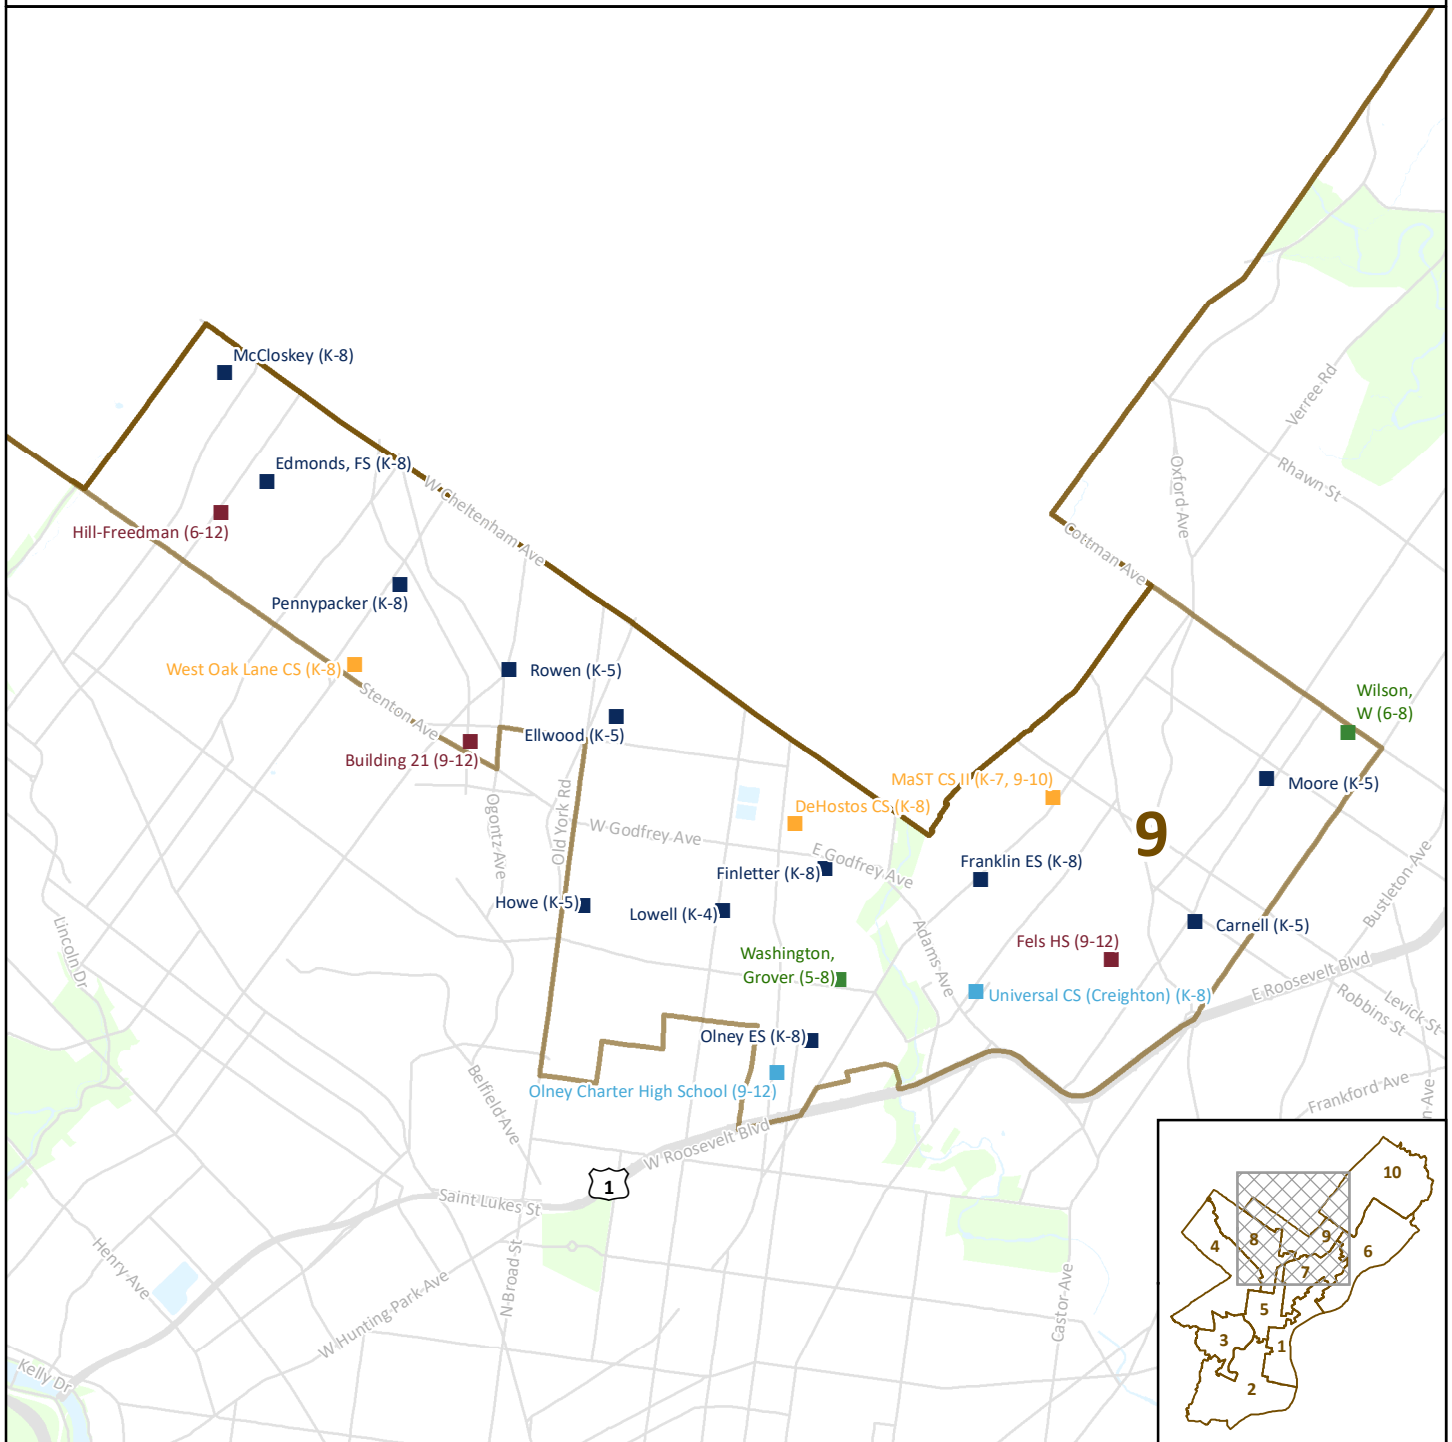 McCloskey (K-8)
Edmonds, FS (K-8)
W Cheltenham Ave
Hill-Freedman (6-12)
Pennypacker (K-8)
West Oak Lane CS (K-8)
Rowen (K-5)
Stenton Ave
Ellwood (K-5)
Building 21 (9-12)
Verree Rd
Rhawn St
Oxford Ave
Cottman Ave
Wilson,
W (6-8)
Moore (K-5)
MaST CS II (K-7, 9-10)
DeHostos CS (K-8)
9
Ogontz Ave
Old York Rd
W Godfrey Ave
E Godfrey Ave
Finletter (K-8)
Franklin ES (K-8)
Howe (K-5)
Lowell (K-4)
Carnell (K-5)
Bustleton Ave
Lincoln Dr
Adams Ave
Fels HS (9-12)
Washington,
Grover (5-8)
Universal CS (Creighton) (K-8)
E Roosevelt Blvd
Robbins St
Levick St
Olney ES (K-8)
Olney Charter High School (9-12)
Belfield Ave
Frankford Ave
n Ave
W Roosevelt Blvd
1
Saint Lukes St
Henry Ave
N Broad St
W Hunting Park Ave
Castor Ave
Kelly Dr
10
4
8
9
6
7
5
3
1
2